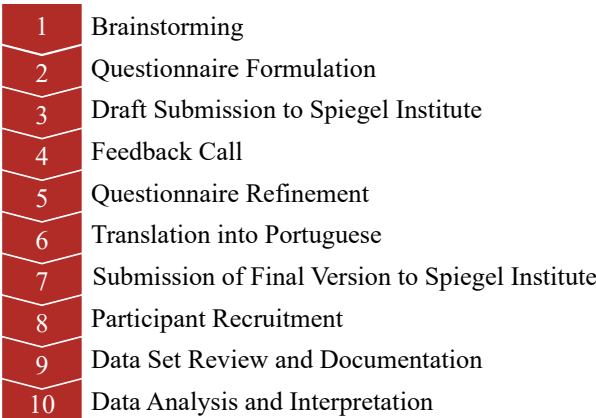 1 Brainstorming
2 Questionnaire Formulation
3 Draft Submission to Spiegel Institute
4 Feedback Call
5 Questionnaire Refinement
6 Translation into Portuguese
7 Submission of Final Version to Spiegel Institute
8 Participant Recruitment
9 Data Set Review and Documentation
10 Data Analysis and Interpretation